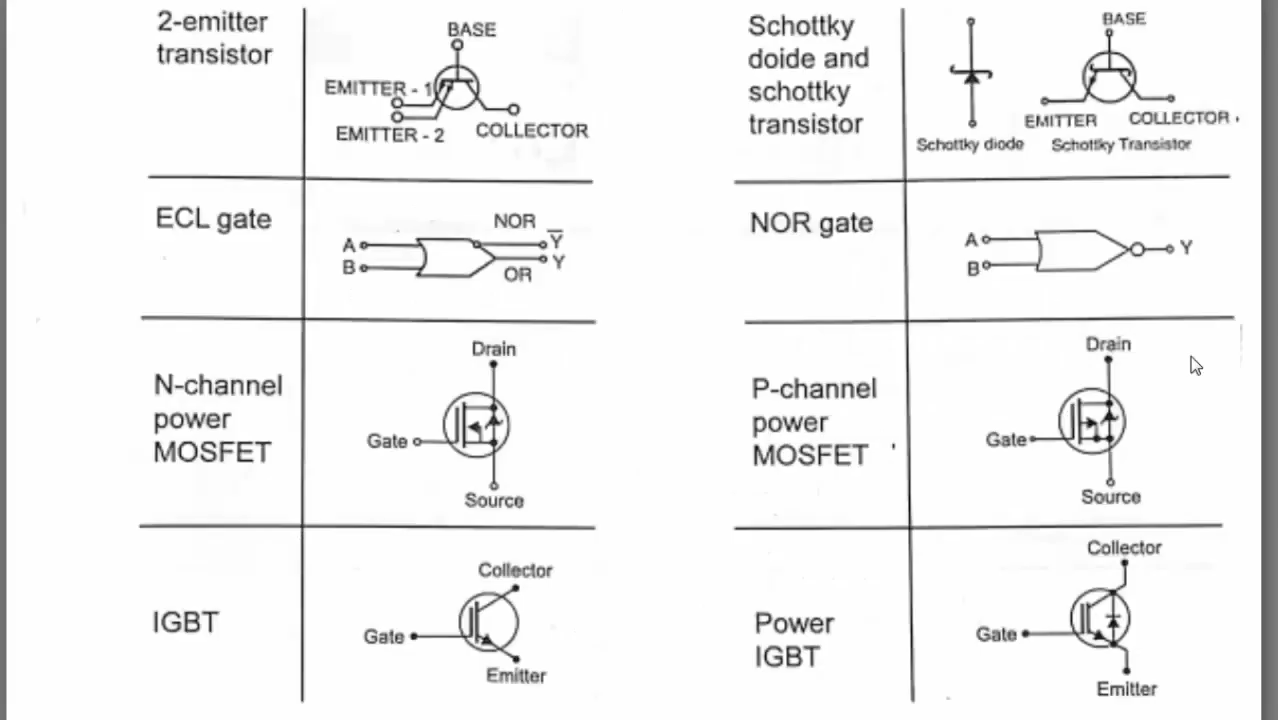 2-emitter
transistor
BASE
EMITTER - 1
EMITTER - 2
COLLECTOR
Schottky
doide and
schottky
transistor
Schottky diode
BASE
EMITTER
COLLECTOR
Schottky Transistor
ECL gate
A
B
NOR
Y̅
Y
OR
NOR gate
A
B
Y
N-channel
power
MOSFET
Drain
Gate
Source
P-channel
power
MOSFET
Drain
Gate
Source
IGBT
Collector
Gate
Emitter
Power
IGBT
Collector
Gate
Emitter